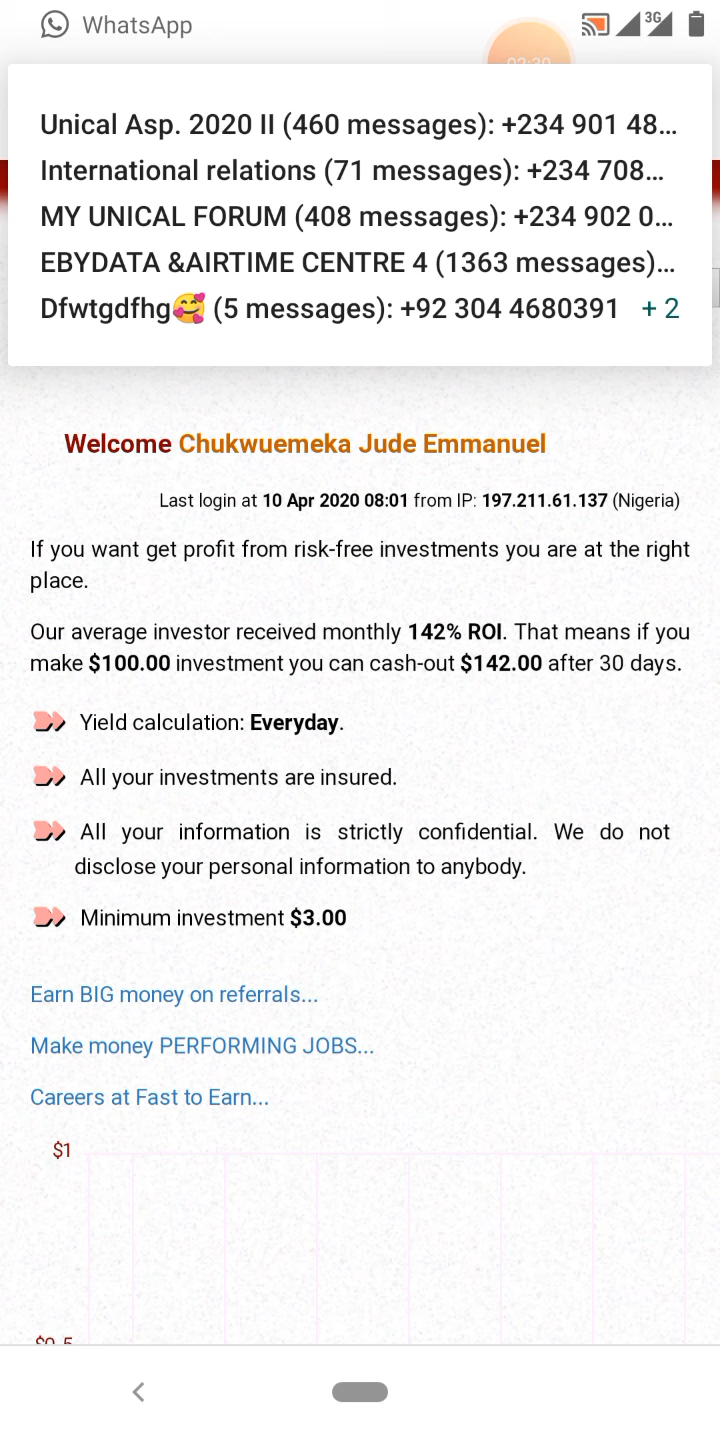 WhatsApp
3G
02:30
Unical Asp. 2020 II (460 messages): +234 901 48...
International relations (71 messages): +234 708...
MY UNICAL FORUM (408 messages): +234 902 0...
EBYDATA &AIRTIME CENTRE 4 (1363 messages)...
Dfwtgdfhg🥰 (5 messages): +92 304 4680391 + 2
Welcome Chukwuemeka Jude Emmanuel
Last login at 10 Apr 2020 08:01 from IP: 197.211.61.137 (Nigeria)
If you want get profit from risk-free investments you are at the right
place.
Our average investor received monthly 142% ROI. That means if you
make $100.00 investment you can cash-out $142.00 after 30 days.
Yield calculation: Everyday.
All your investments are insured.
All your information is strictly confidential. We do not
disclose your personal information to anybody.
Minimum investment $3.00
Earn BIG money on referrals...
Make money PERFORMING JOBS...
Careers at Fast to Earn...
$1
$0.5